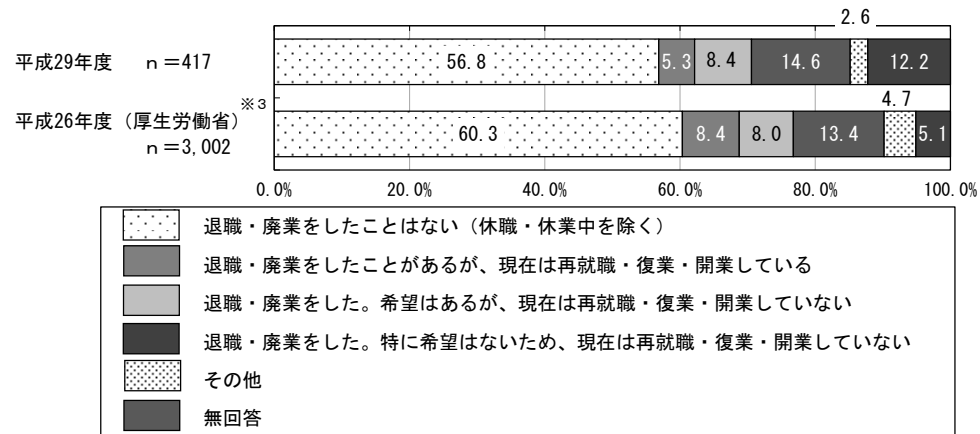 2.6
平成29年度　ｎ＝417
56.8 5.3 8.4 14.6 12.2
※3
4.7
平成26年度（厚生労働省）
ｎ＝3,002
60.3 8.4 8.0 13.4 5.1
0.0% 20.0% 40.0% 60.0% 80.0% 100.0%
退職・廃業をしたことはない（休職・休業中を除く）
退職・廃業をしたことがあるが、現在は再就職・復業・開業している
退職・廃業をした。希望はあるが、現在は再就職・復業・開業していない
退職・廃業をした。特に希望はないため、現在は再就職・復業・開業していない
その他
無回答